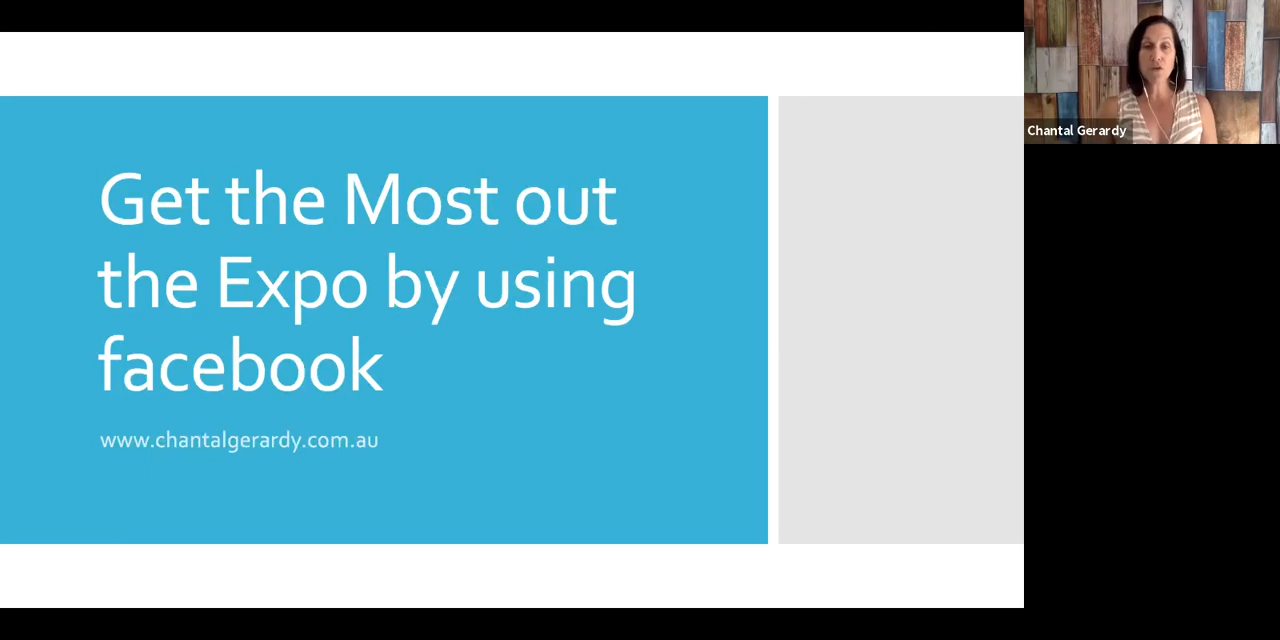 Get the Most out
the Expo by using
facebook
www.chantalgerardy.com.au
Chantal Gerardy